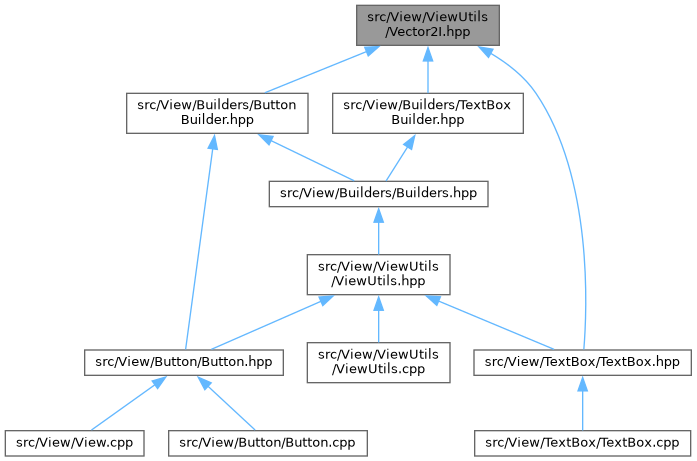 src/View/ViewUtils
/Vector2I.hpp
src/View/Builders/Button
Builder.hpp
src/View/Builders/TextBox
Builder.hpp
src/View/Builders/Builders.hpp
src/View/ViewUtils
/ViewUtils.hpp
src/View/Button/Button.hpp
src/View/ViewUtils
/ViewUtils.cpp
src/View/TextBox/TextBox.hpp
src/View/View.cpp
src/View/Button/Button.cpp
src/View/TextBox/TextBox.cpp